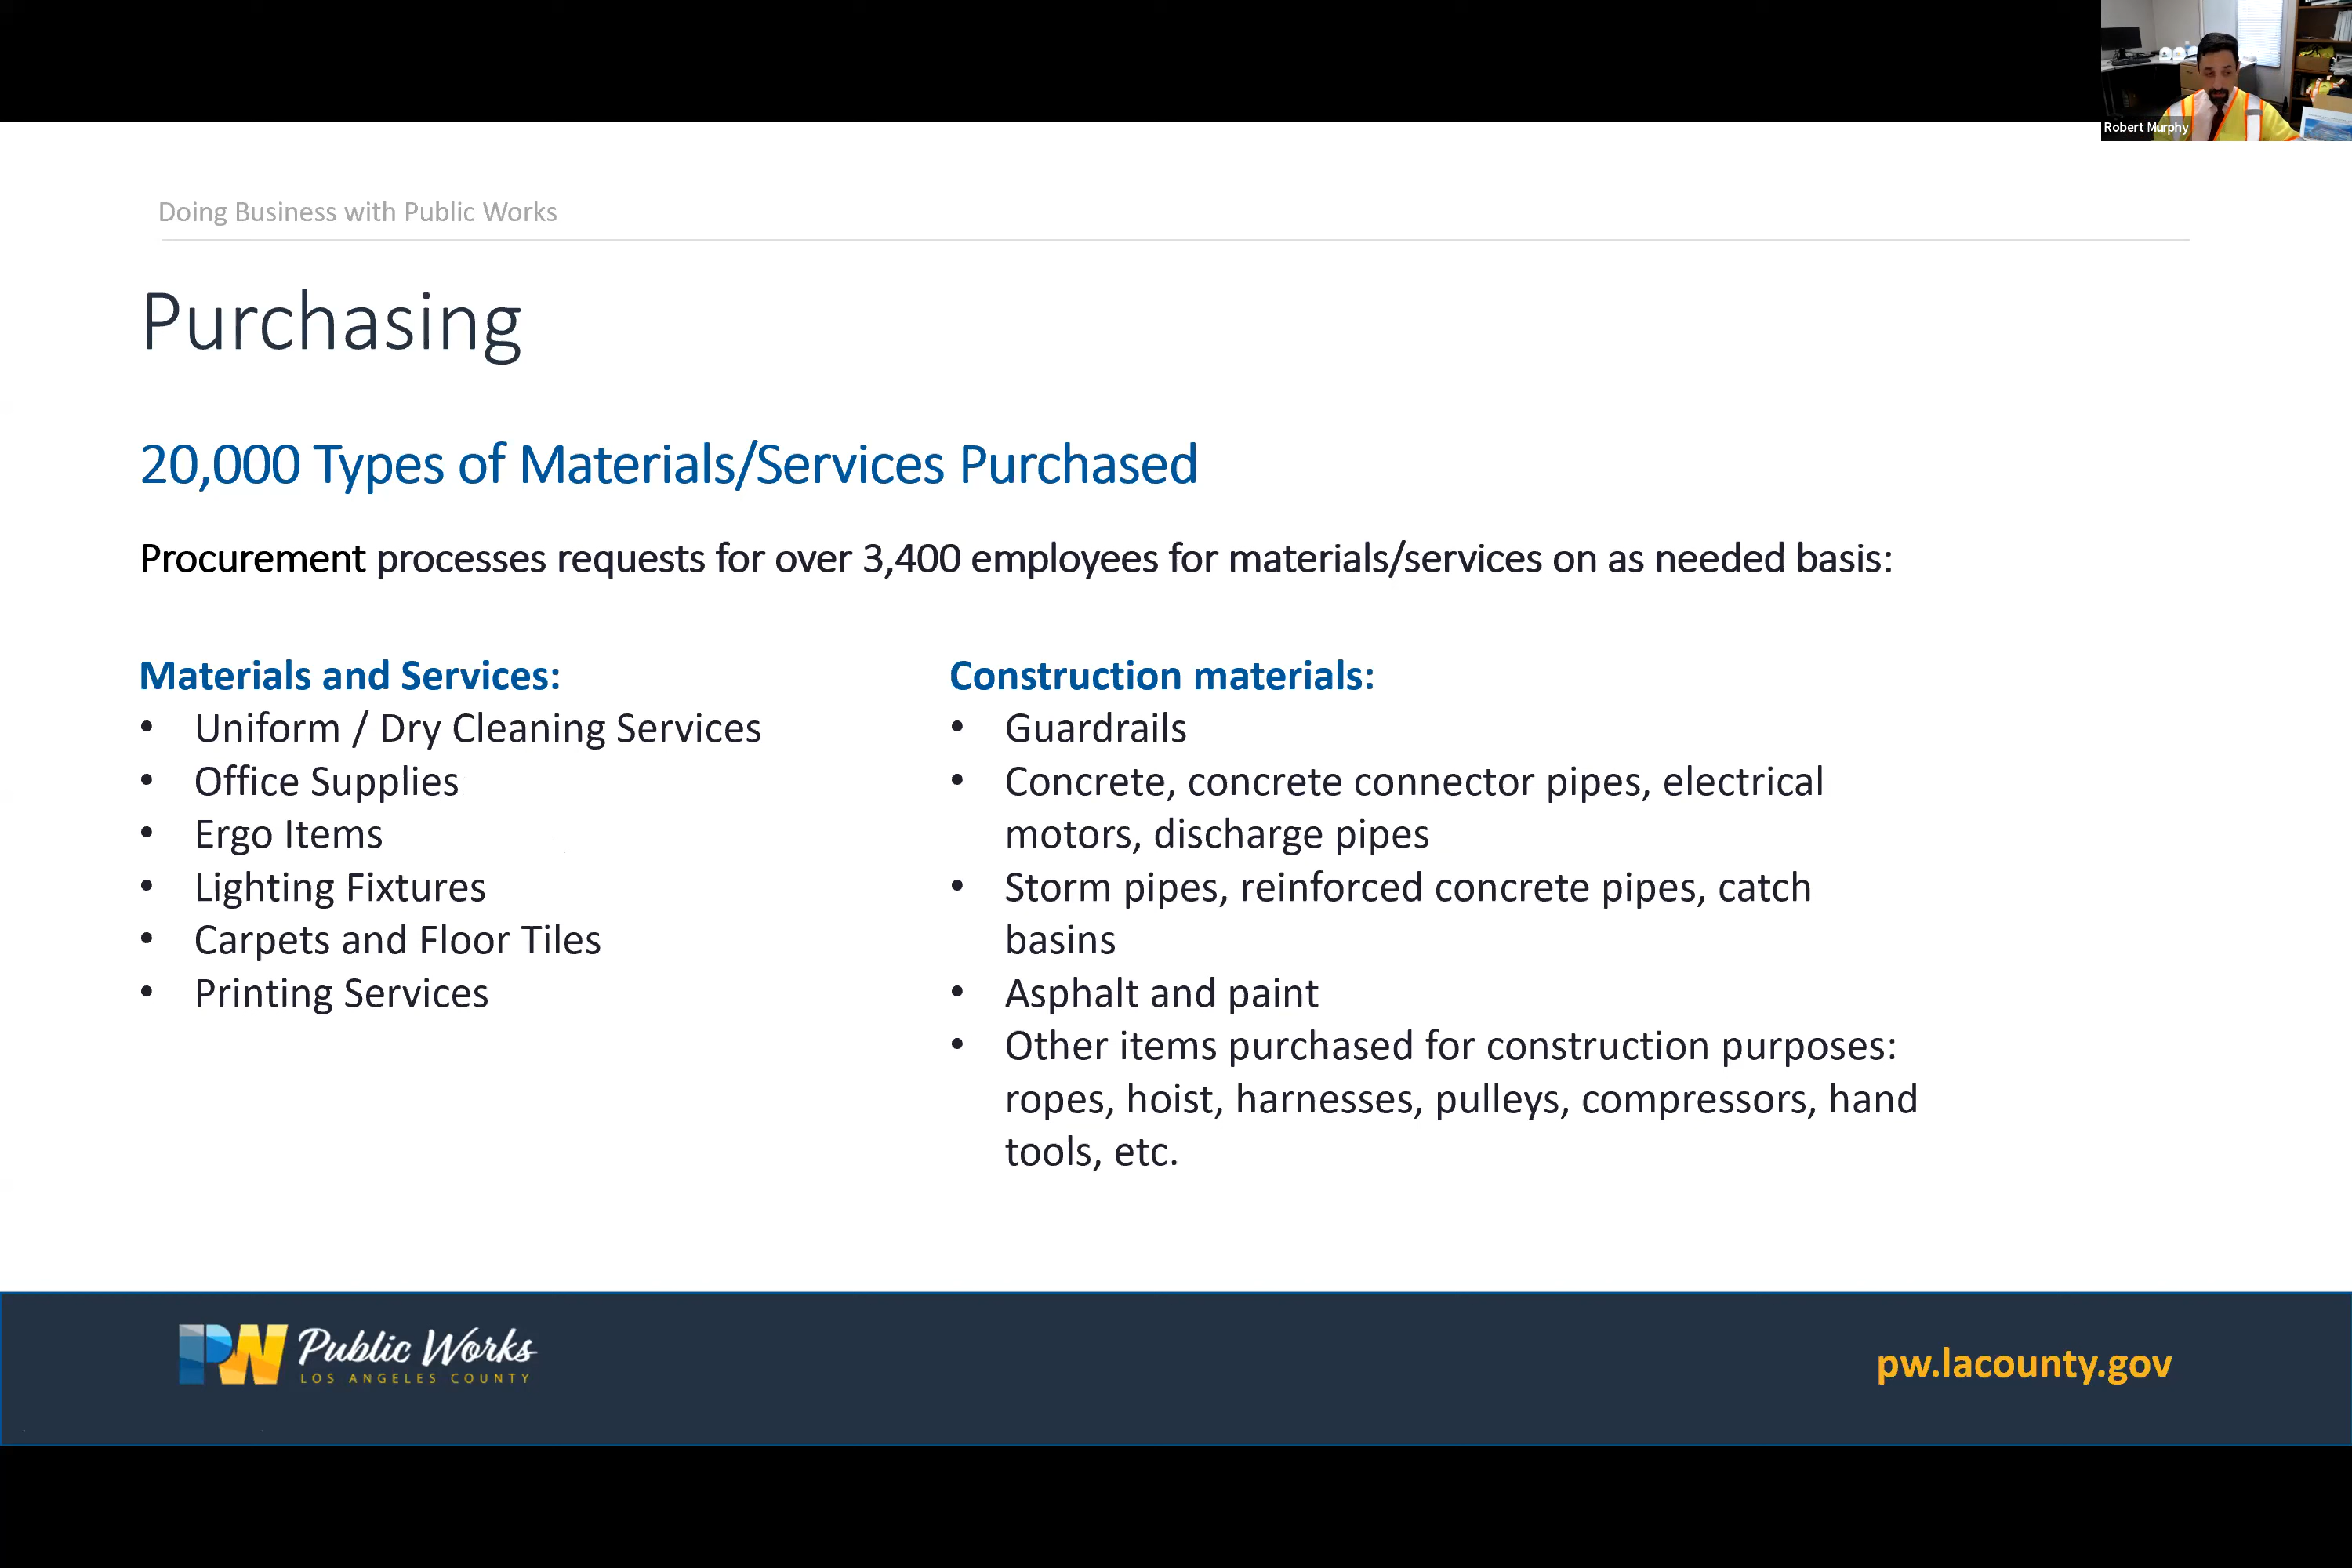 Robert Murphy
Doing Business with Public Works
Purchasing
20,000 Types of Materials/Services Purchased
Procurement processes requests for over 3,400 employees for materials/services on as needed basis:
Materials and Services:
• Uniform / Dry Cleaning Services
• Office Supplies
• Ergo Items
• Lighting Fixtures
• Carpets and Floor Tiles
• Printing Services
Construction materials:
• Guardrails
• Concrete, concrete connector pipes, electrical
motors, discharge pipes
• Storm pipes, reinforced concrete pipes, catch
basins
• Asphalt and paint
• Other items purchased for construction purposes:
ropes, hoist, harnesses, pulleys, compressors, hand
tools, etc.
PW Public Works
LOS ANGELES COUNTY
pw.lacounty.gov